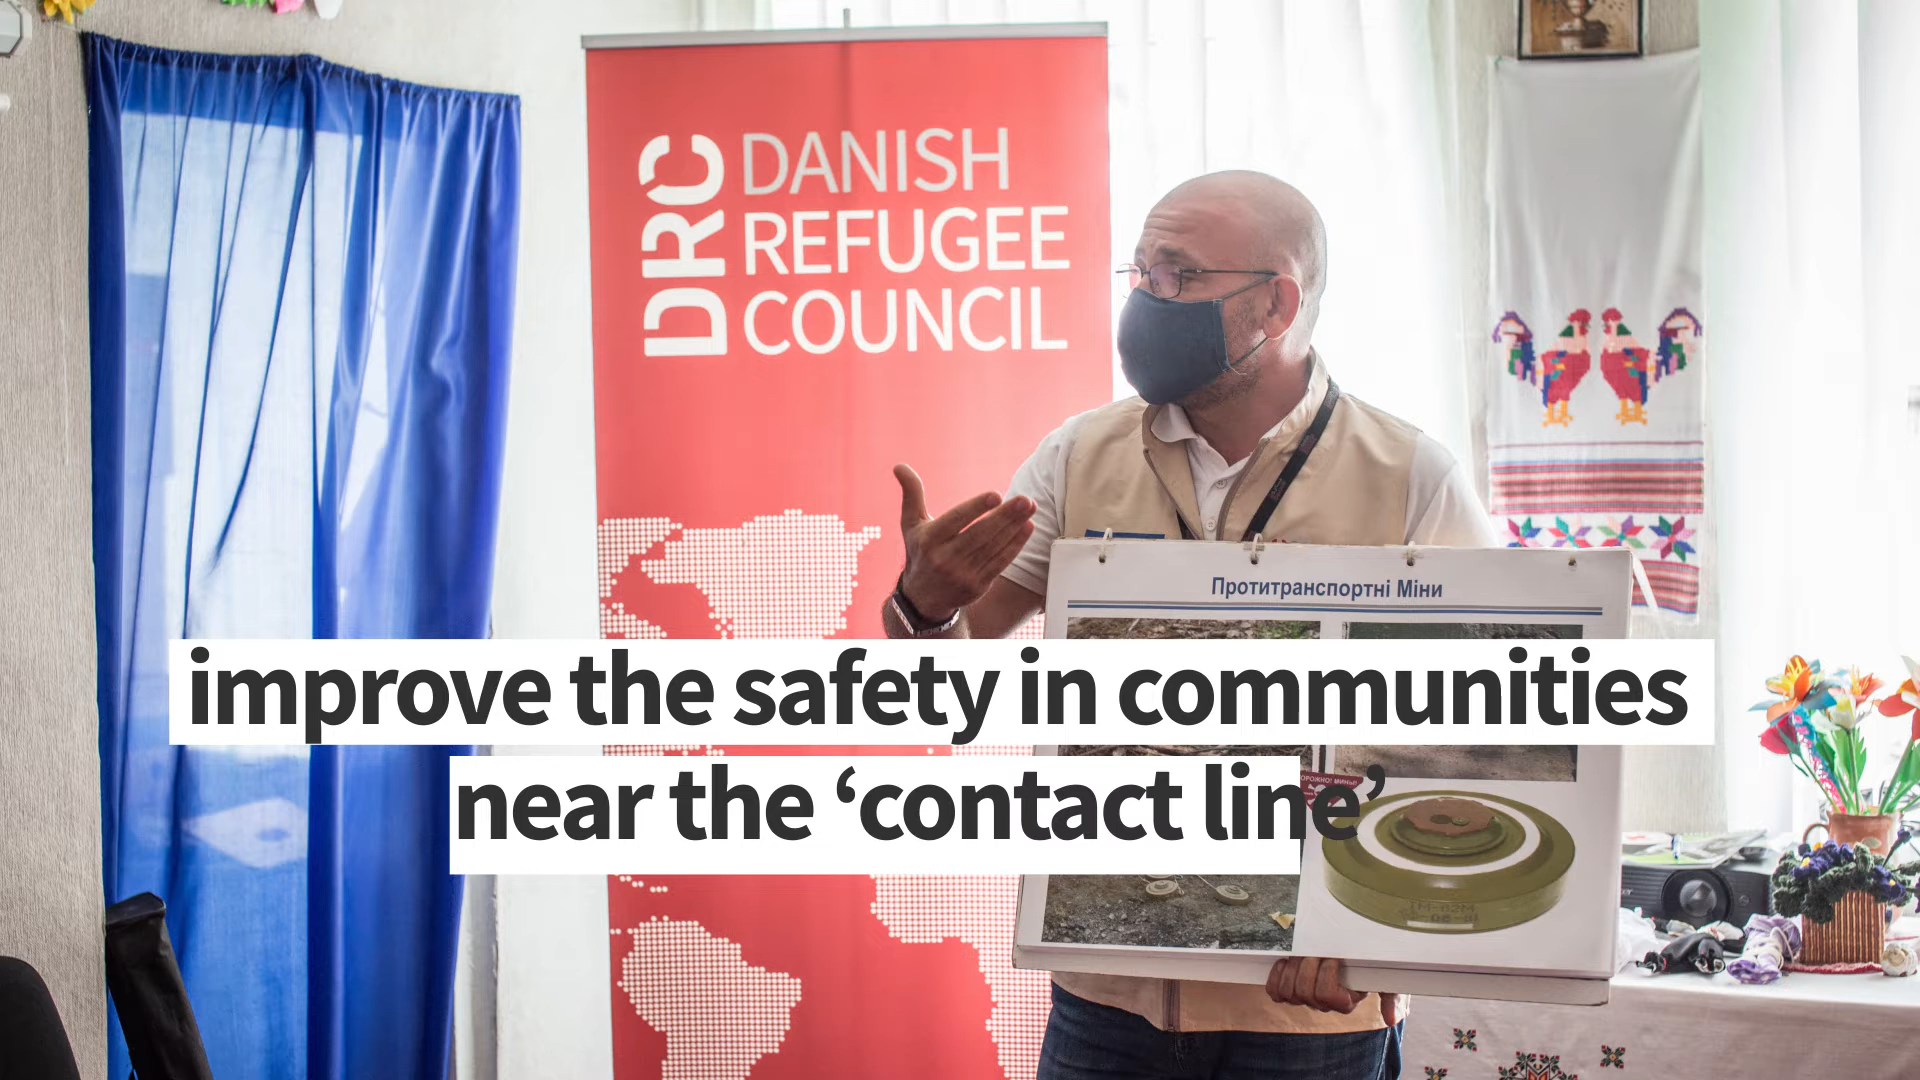 DRC
DANISH
REFUGEE
COUNCIL
Протитранспортні Міни
improve the safety in communities
near the ‘contact line’